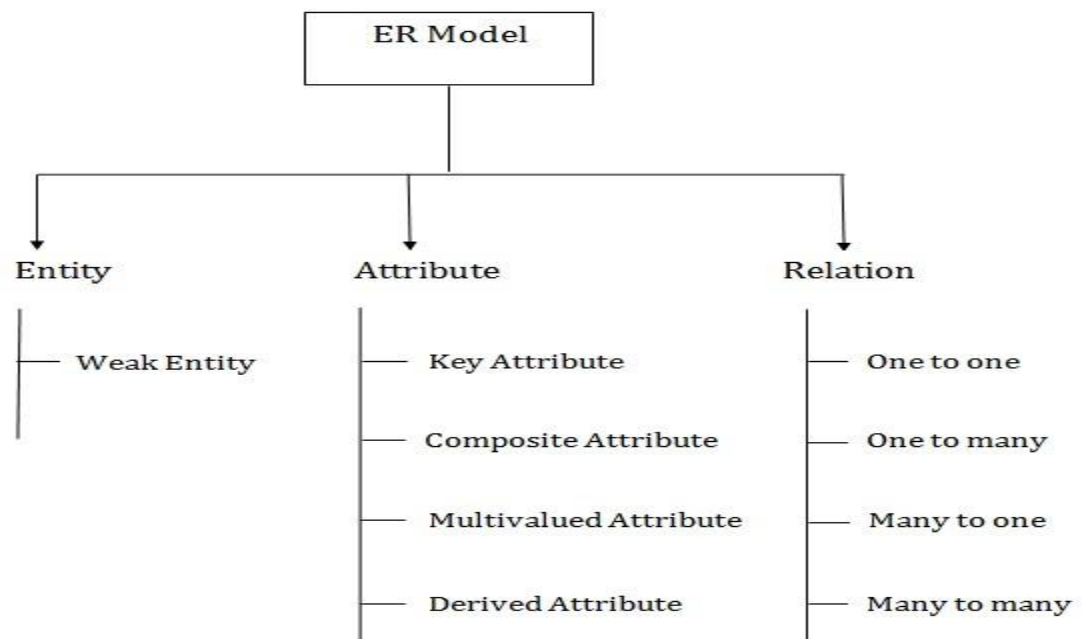 ER Model
Entity
Attribute
Relation
Weak Entity
Key Attribute
One to one
Composite Attribute
One to many
Multivalued Attribute
Many to one
Derived Attribute
Many to many